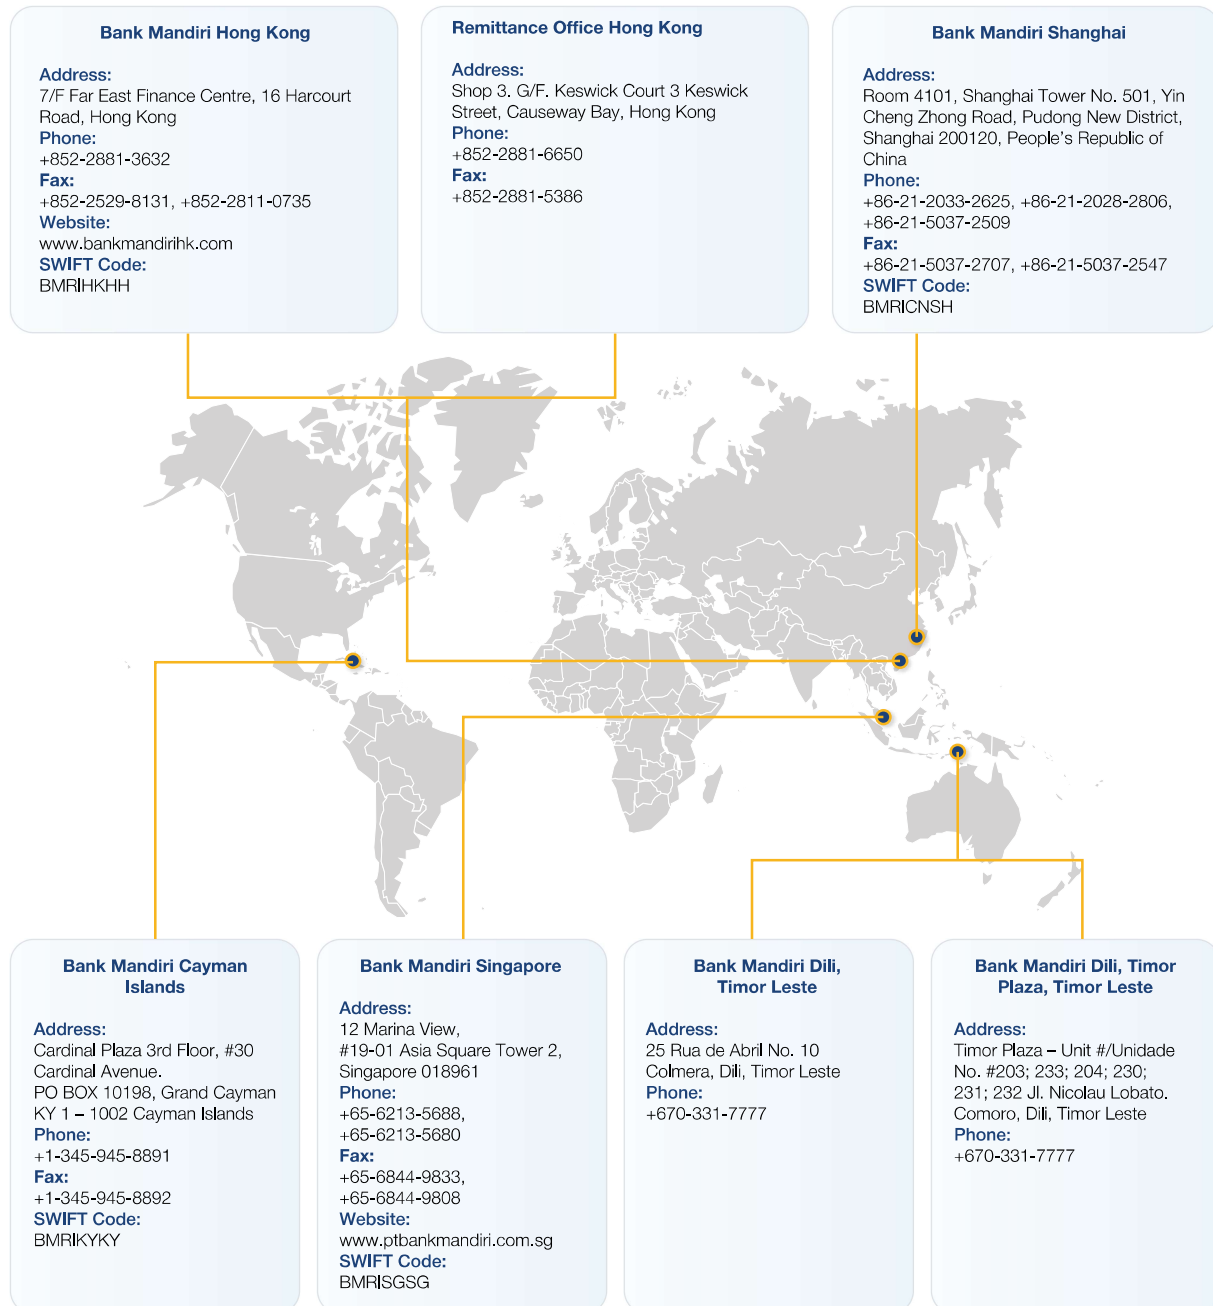 Bank Mandiri Hong Kong
Address:
7/F Far East Finance Centre, 16 Harcourt
Road, Hong Kong
Phone:
+852-2881-3632
Fax:
+852-2529-8131, +852-2811-0735
Website:
www.bankmandirihk.com
SWIFT Code:
BMRIHKHH
Remittance Office Hong Kong
Address:
Shop 3. G/F. Keswick Court 3 Keswick
Street, Causeway Bay, Hong Kong
Phone:
+852-2881-6650
Fax:
+852-2881-5386
Bank Mandiri Shanghai
Address:
Room 4101, Shanghai Tower No. 501, Yin
Cheng Zhong Road, Pudong New District,
Shanghai 200120, People's Republic of
China
Phone:
+86-21-2033-2625, +86-21-2028-2806,
+86-21-5037-2509
Fax:
+86-21-5037-2707, +86-21-5037-2547
SWIFT Code:
BMRICNSH
Bank Mandiri Cayman
Islands
Address:
Cardinal Plaza 3rd Floor, #30
Cardinal Avenue.
PO BOX 10198, Grand Cayman
KY 1 – 1002 Cayman Islands
Phone:
+1-345-945-8891
Fax:
+1-345-945-8892
SWIFT Code:
BMRIKYKY
Bank Mandiri Singapore
Address:
12 Marina View,
#19-01 Asia Square Tower 2,
Singapore 018961
Phone:
+65-6213-5688,
+65-6213-5680
Fax:
+65-6844-9833,
+65-6844-9808
Website:
www.ptbankmandiri.com.sg
SWIFT Code:
BMRISGSG
Bank Mandiri Dili,
Timor Leste
Address:
25 Rua de Abril No. 10
Colmera, Dili, Timor Leste
Phone:
+670-331-7777
Bank Mandiri Dili, Timor
Plaza, Timor Leste
Address:
Timor Plaza – Unit #/Unidade
No. #203; 233; 204; 230;
231; 232 Jl. Nicolau Lobato.
Comoro, Dili, Timor Leste
Phone:
+670-331-7777